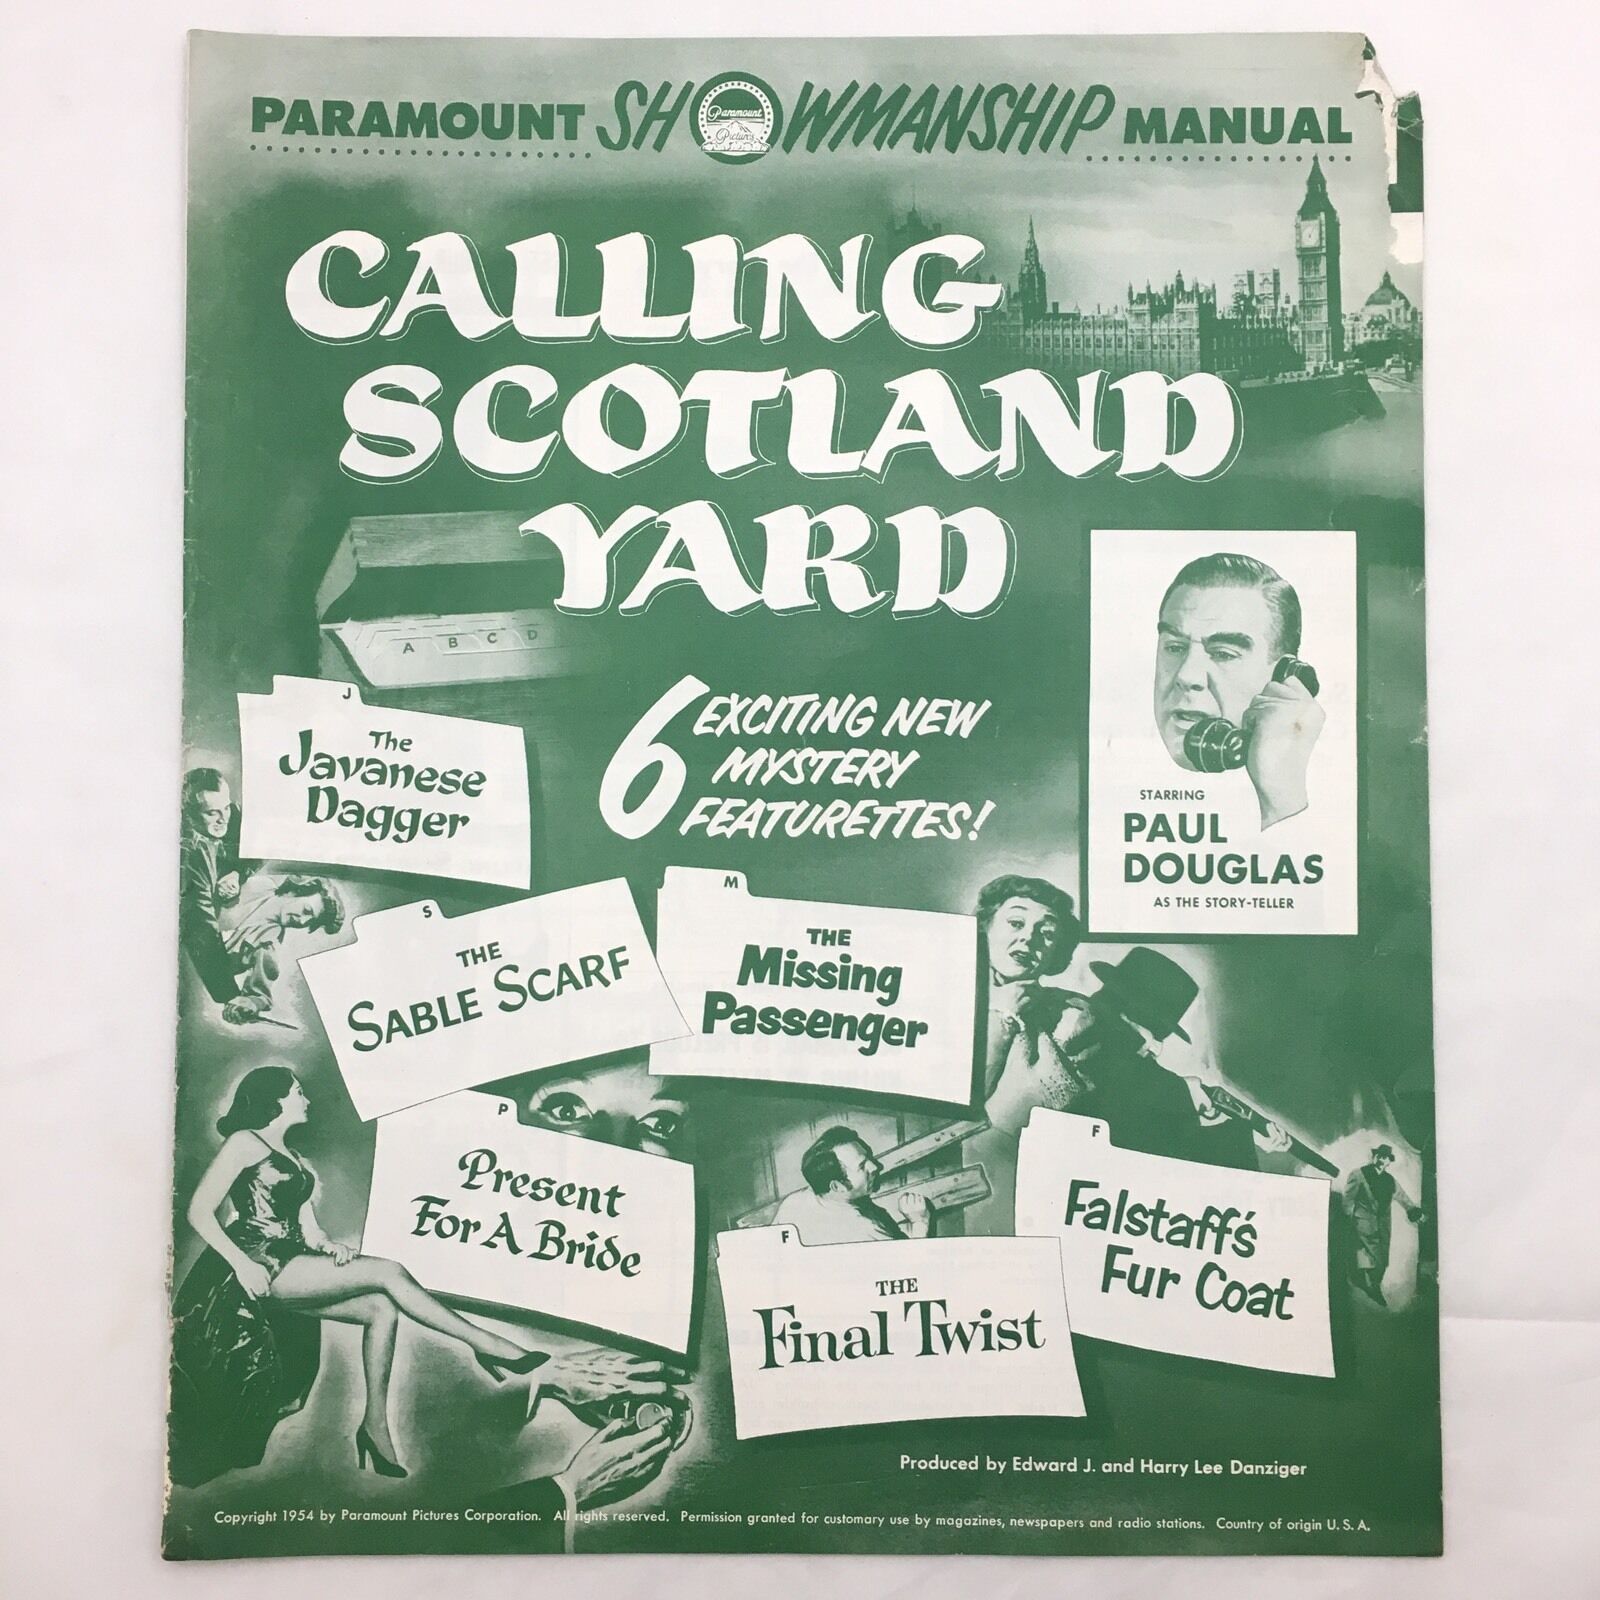 PARAMOUNT SHOWMANSHIP MANUAL
Paramount
Pictures
CALLING
SCOTLAND
YARD
A B C D
6 EXCITING NEW
MYSTERY
FEATURETTES!
STARRING
PAUL
DOUGLAS
AS THE STORY-TELLER
J
The
Javanese
Dagger
S
THE
SABLE SCARF
M
THE
Missing
Passenger
P
Present
For A Bride
F
THE
Final Twist
F
Falstaff's
Fur Coat
Produced by Edward J. and Harry Lee Danziger
Copyright 1954 by Paramount Pictures Corporation. All rights reserved. Permission granted for customary use by magazines, newspapers and radio stations. Country of origin U. S. A.